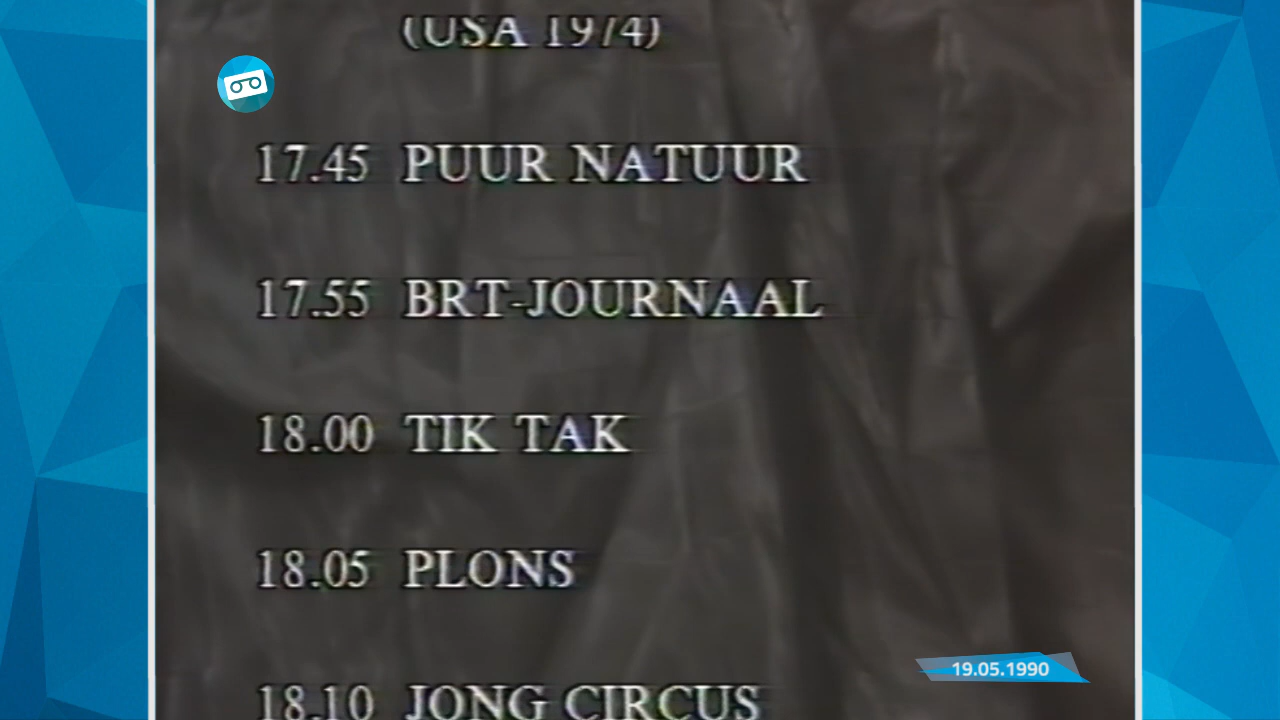 (USA 1974)
17.45 PUUR NATUUR
17.55 BRT-JOURNAAL
18.00 TIK TAK
18.05 PLONS
18.10 JONG CIRCUS
19.05.1990